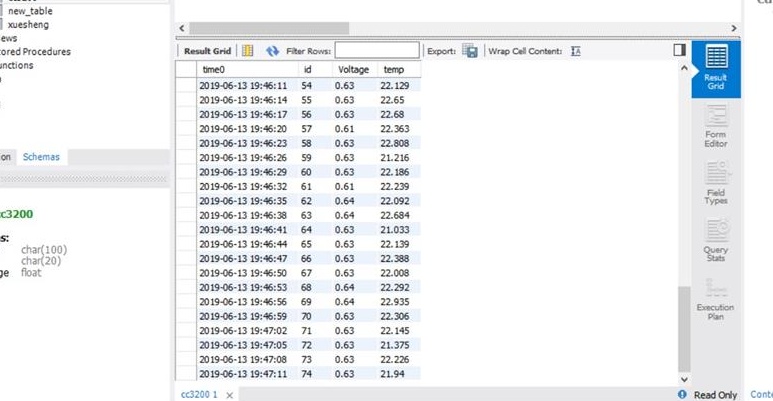 new_table
xuesheng
Result Grid Filter Rows: Export: Wrap Cell Content: IA
time0 id Voltage temp
2019-06-13 19:46:11 54 0.63 22.129
2019-06-13 19:46:14 55 0.63 22.65
2019-06-13 19:46:17 56 0.63 22.68
2019-06-13 19:46:20 57 0.61 22.363
2019-06-13 19:46:23 58 0.63 22.808
2019-06-13 19:46:26 59 0.63 21.216
2019-06-13 19:46:29 60 0.63 22.186
2019-06-13 19:46:32 61 0.61 22.239
2019-06-13 19:46:35 62 0.64 22.092
2019-06-13 19:46:38 63 0.64 22.684
2019-06-13 19:46:41 64 0.63 21.033
2019-06-13 19:46:44 65 0.63 22.139
2019-06-13 19:46:47 66 0.63 22.388
2019-06-13 19:46:50 67 0.63 22.008
2019-06-13 19:46:53 68 0.64 22.292
2019-06-13 19:46:56 69 0.64 22.935
2019-06-13 19:46:59 70 0.63 22.306
2019-06-13 19:47:02 71 0.63 22.145
2019-06-13 19:47:05 72 0.63 21.375
2019-06-13 19:47:08 73 0.63 22.226
2019-06-13 19:47:11 74 0.63 21.94
Result
Grid
Form
Editor
Field
Types
Query
Stats
Execution
Plan
ews
ored Procedures
unctions
on Schemas
c3200
s:
char(100)
char(20)
ge float
cc3200 1
Read Only
Conte